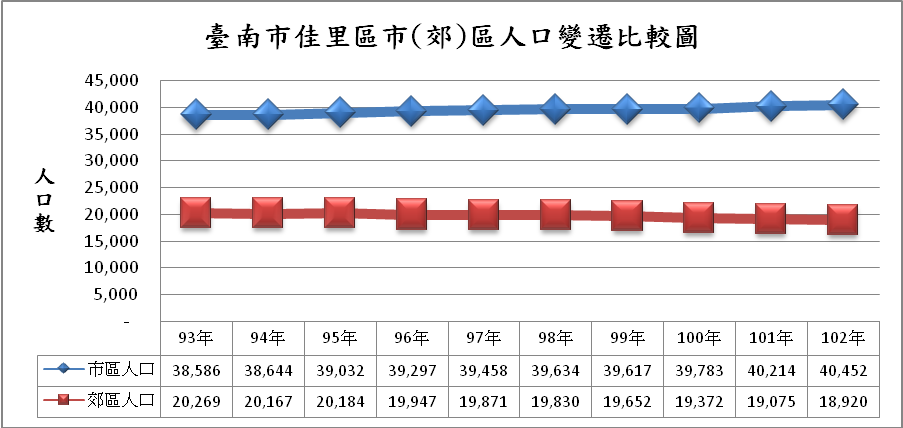 臺南市佳里區市(郊)區人口變遷比較圖
人口數
45,000
40,000
35,000
30,000
25,000
20,000
15,000
10,000
5,000
-
93年 94年 95年 96年 97年 98年 99年 100年 101年 102年
市區人口 38,586 38,644 39,032 39,297 39,458 39,634 39,617 39,783 40,214 40,452
郊區人口 20,269 20,167 20,184 19,947 19,871 19,830 19,652 19,372 19,075 18,920